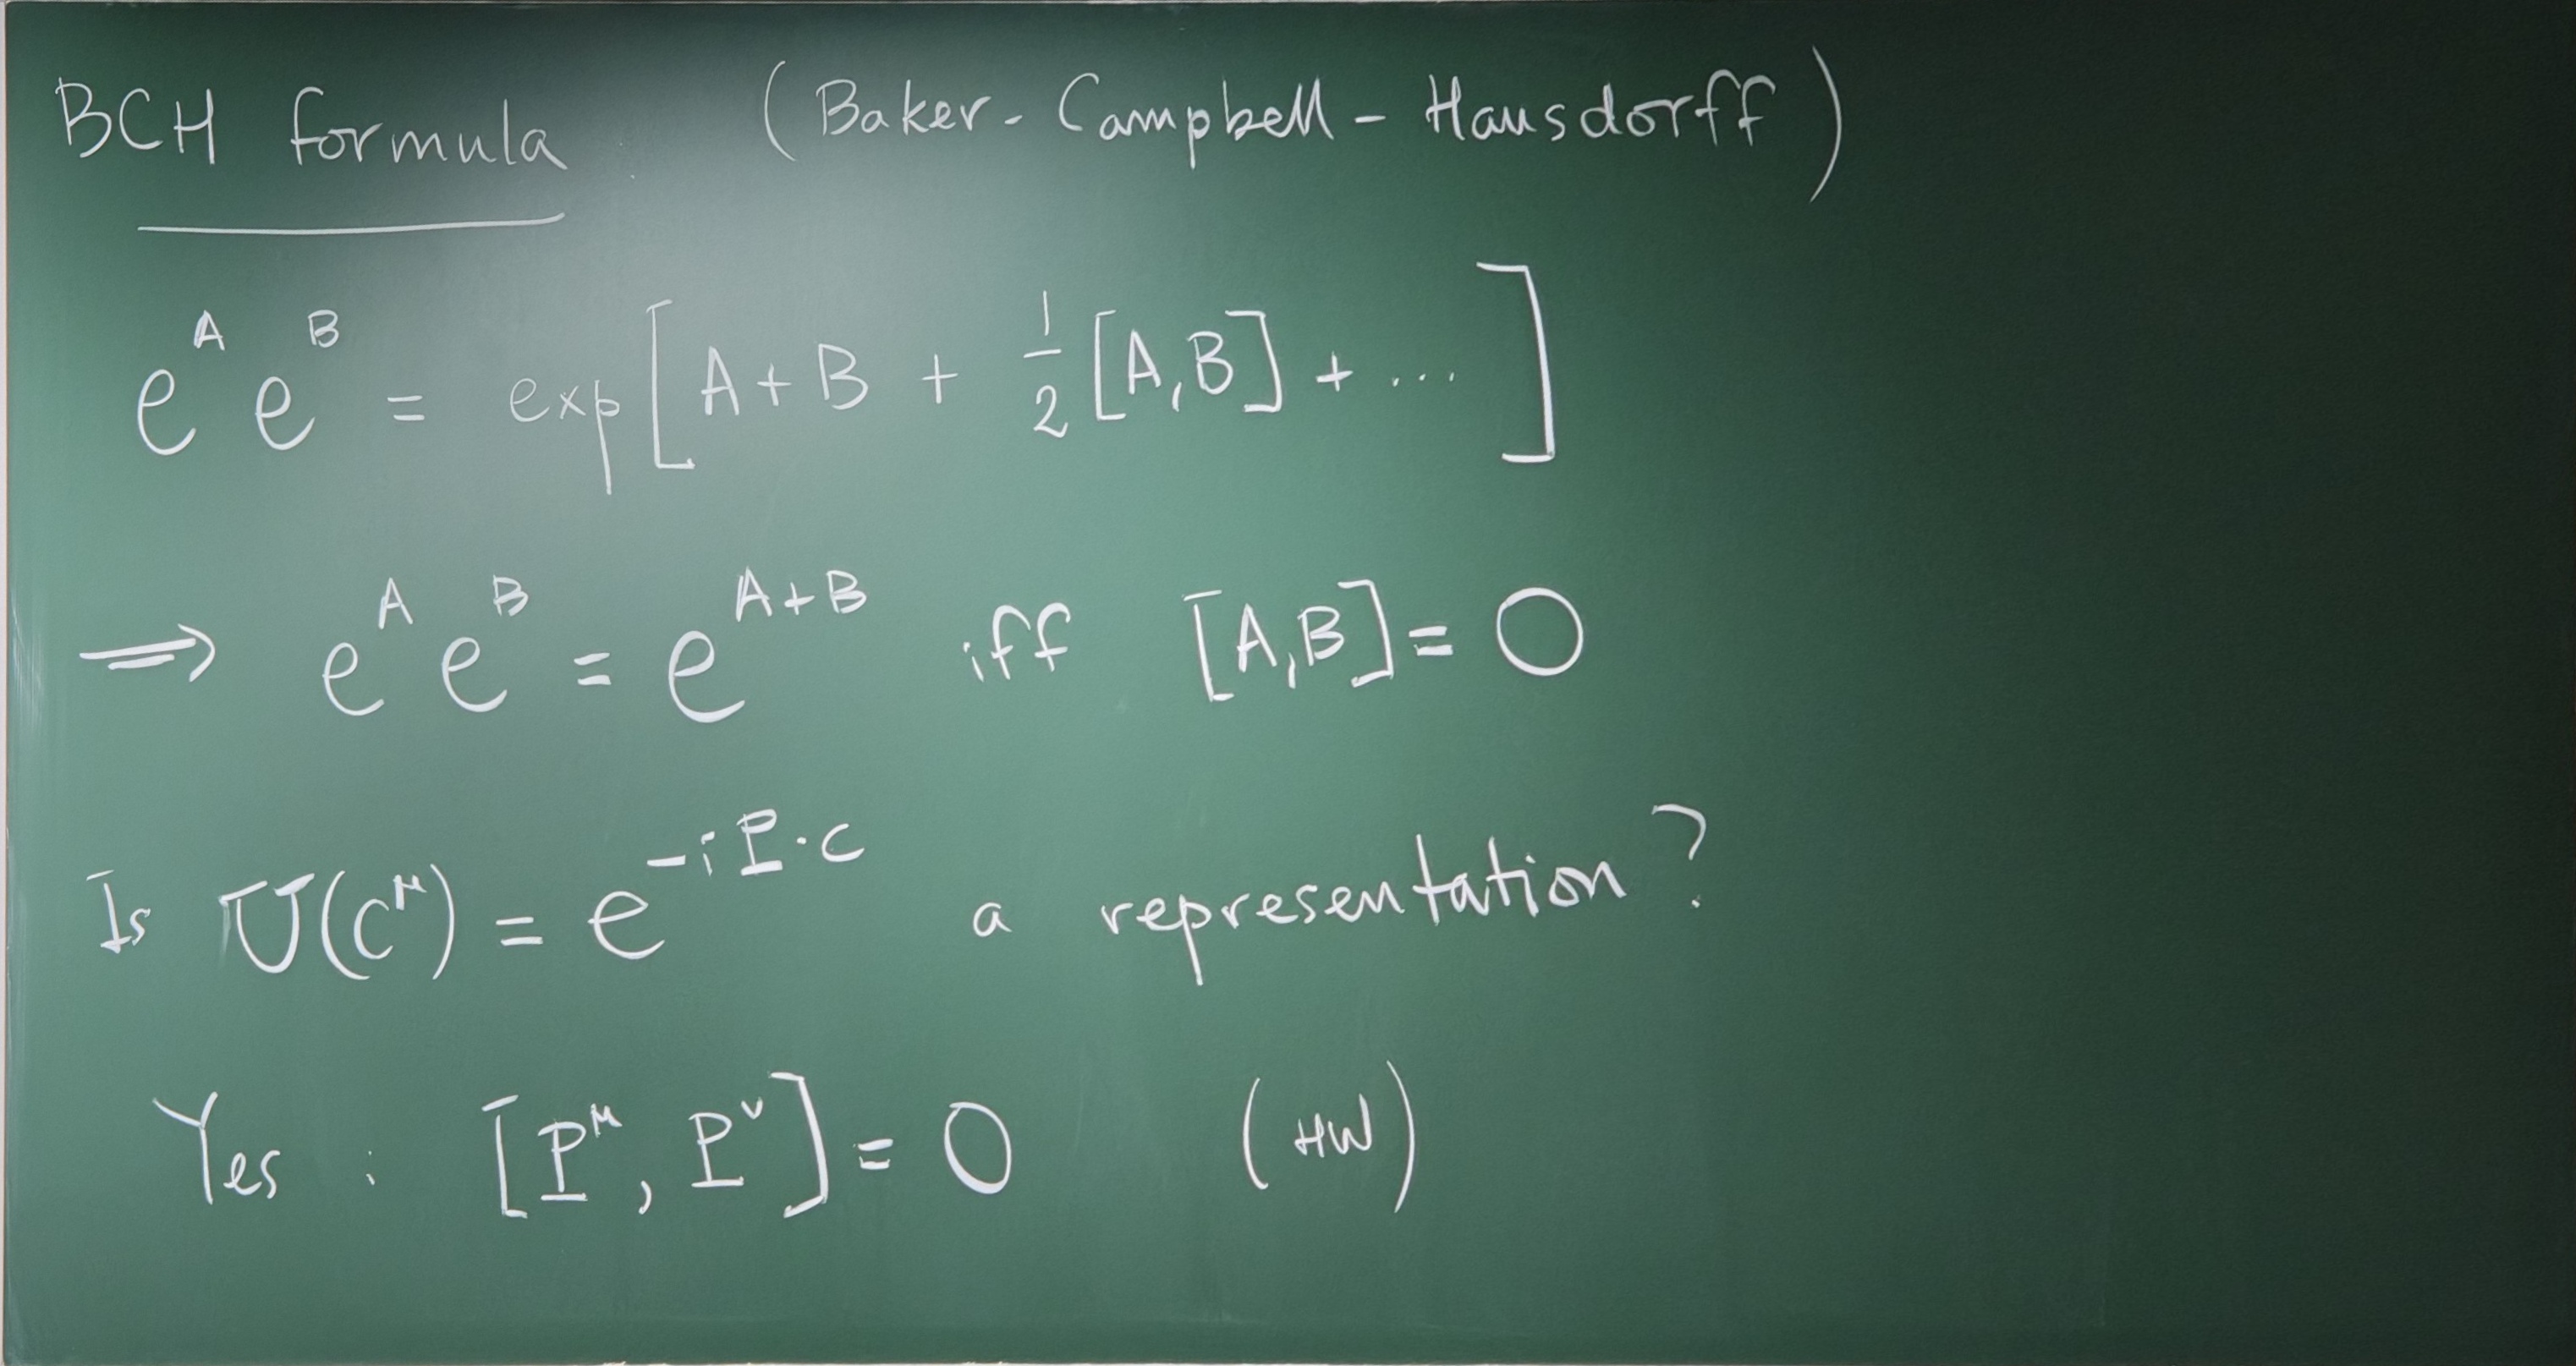 BCH formula (Baker-Campbell-Hausdorff)
e^A e^B = exp[A+B + 1/2 [A,B] + ...]
⇒ e^A e^B = e^{A+B} iff [A,B] = 0
Is U(c^μ) = e^{-iP·c} a representation?
Yes : [P^μ, P^ν] = 0 (HW)